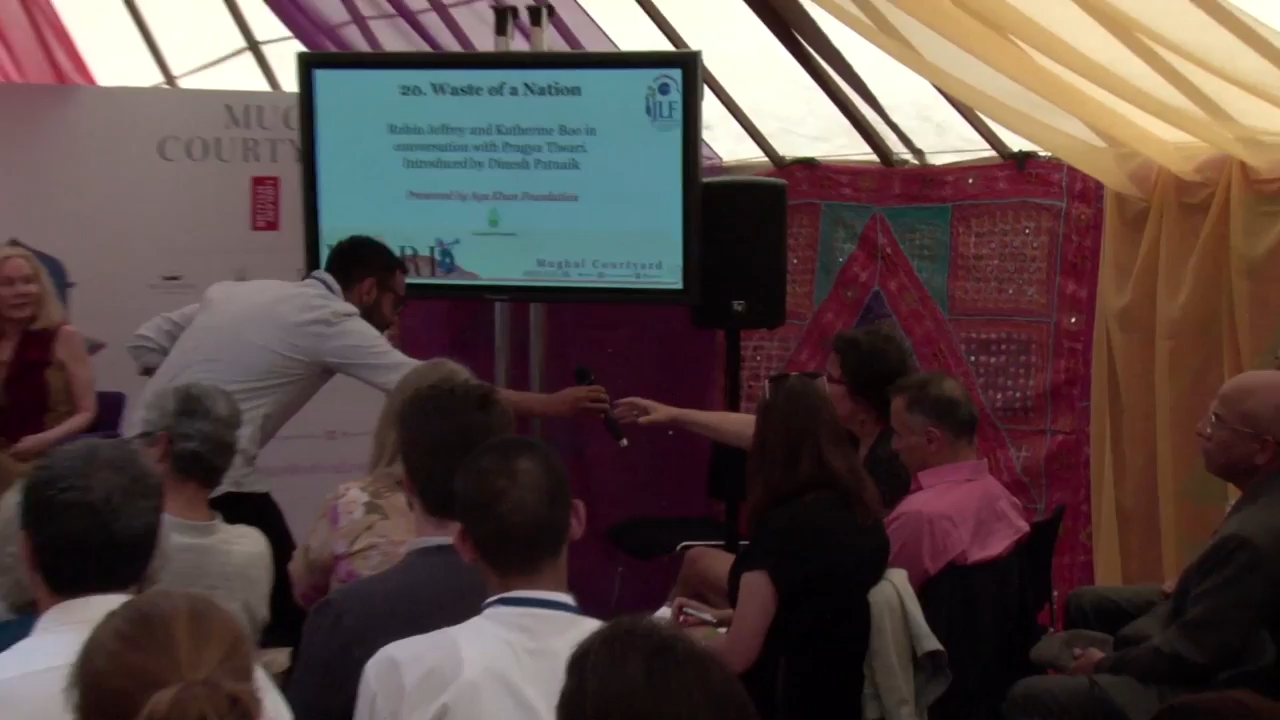 MUG
COURTY
20. Waste of a Nation
JLF
Robin Jeffrey and Katherine Boo in
conversation with Pragya Tiwari.
Introduced by Dinesh Patnaik
Presented by Aga Khan Foundation
Mughal Courtyard